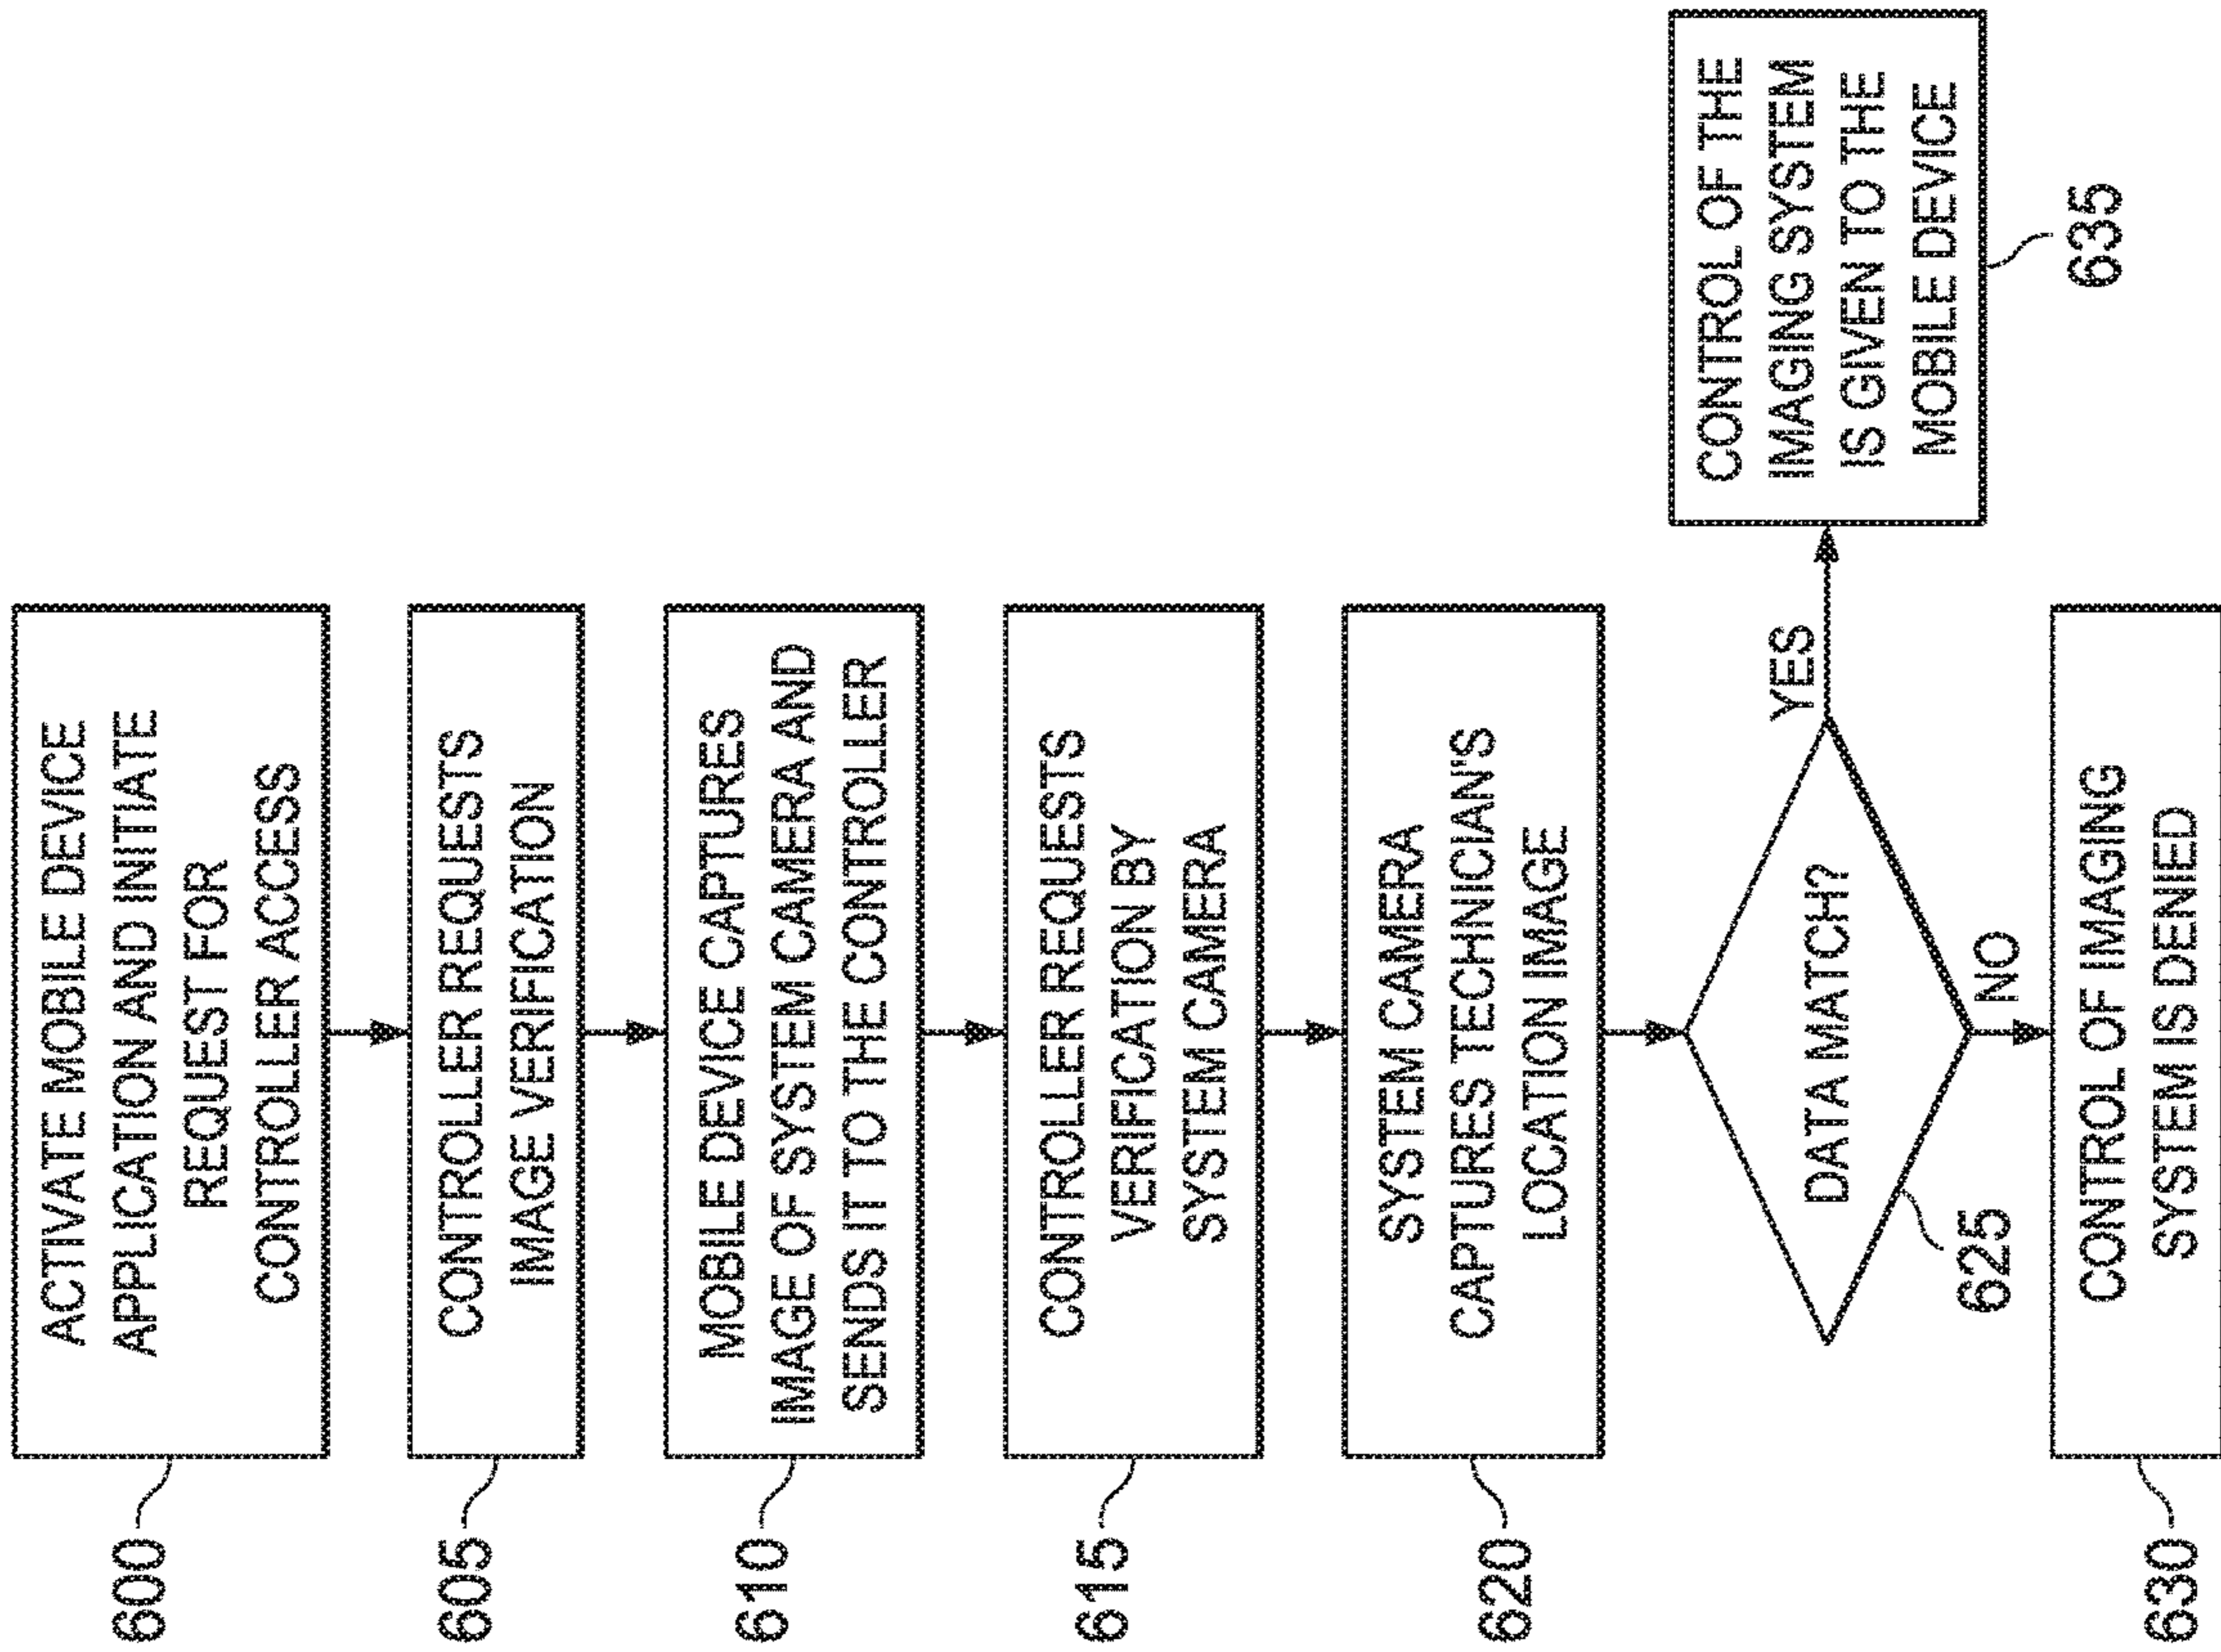 600
ACTIVATE MOBILE DEVICE
APPLICATION AND INITIATE
REQUEST FOR
CONTROLLER ACCESS
605
CONTROLLER REQUESTS
IMAGE VERIFICATION
610
MOBILE DEVICE CAPTURES
IMAGE OF SYSTEM CAMERA AND
SENDS IT TO THE CONTROLLER
615
CONTROLLER REQUESTS
VERIFICATION BY
SYSTEM CAMERA
620
SYSTEM CAMERA
CAPTURES TECHNICIAN'S
LOCATION IMAGE
DATA MATCH?
625
YES
CONTROL OF THE
IMAGING SYSTEM
IS GIVEN TO THE
MOBILE DEVICE
635
NO
630
CONTROL OF IMAGING
SYSTEM IS DENIED